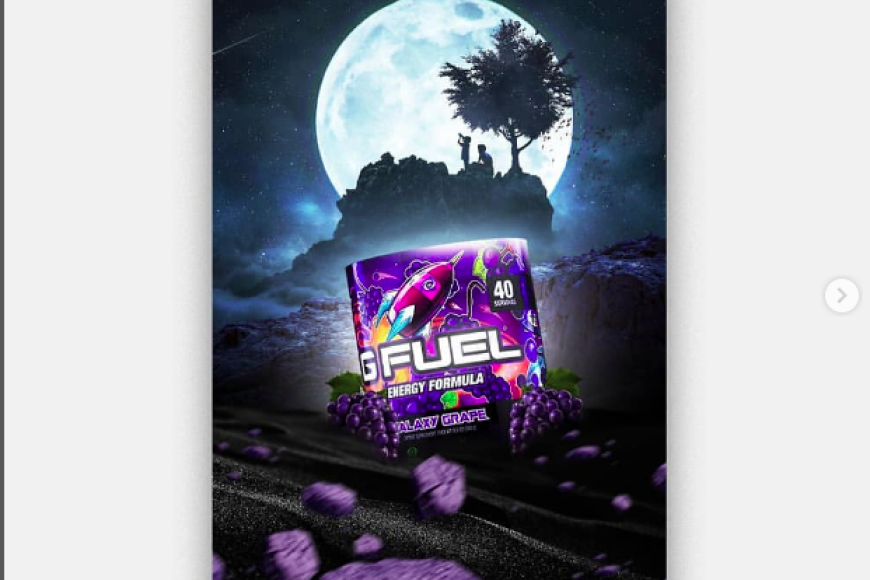 40
SERVINGS
G FUEL
ENERGY FORMULA
GALAXY GRAPE